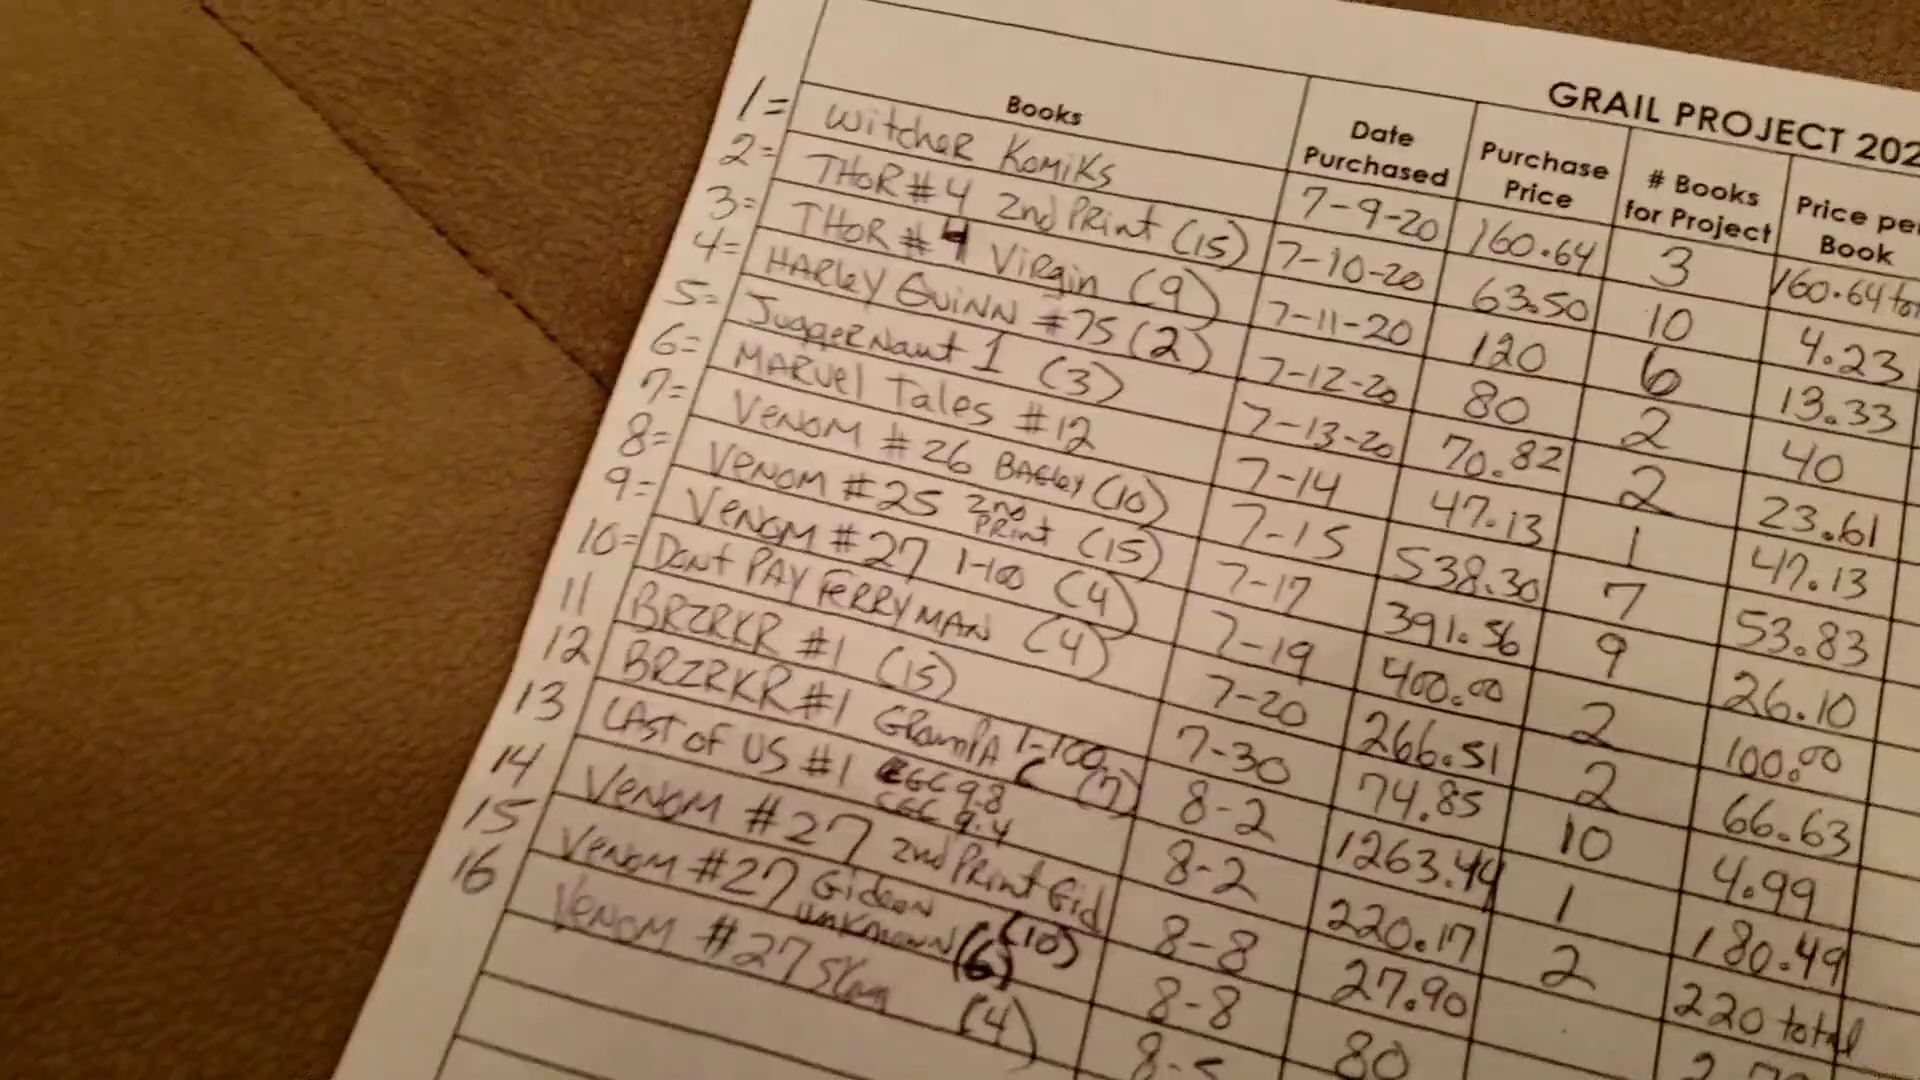 GRAIL PROJECT 202
Books Date Purchased Purchase Price # Books for Project Price per Book
1= Witcher Komiks 7-9-20 160.64 3 160.64 tot
2= THOR #4 2nd Print (15) 7-10-20 63.50 10 4.23
3= THOR #4 Virgin (9) 7-11-20 120 6 13.33
4= HARley Quinn #75 (2) 7-12-20 80 2 40
5= Juggernaut 1 (3) 7-13-20 70.82 2 23.61
6= MARvel Tales #12 7-14 47.13 1 47.13
7= VENOM #26 BAGley (10) 7-15 538.30 7 53.83
8= VENOM #25 2nd PRint (15) 7-17 391.56 9 26.10
9= VENOM #27 1-100 (4) 7-19 400.00 2 100.00
10= Dont PAY FERRYMAN (4) 7-20 266.51 2 66.63
11 BRZRKR #1 (15) 7-30 74.85 10 4.99
12 BRZRKR #1 GRAMPA 1-100 (7) 8-2 1263.44 1 180.49
13 LAST of US #1 CGC 9.8 CGC 9.4 8-2 220.17 2 220 total
14 VENOM #27 2nd Print Gid (10) 8-8 27.90
15 VENOM #27 Gideon unknown (6) 8-8 80
16 VENOM #27 (4)